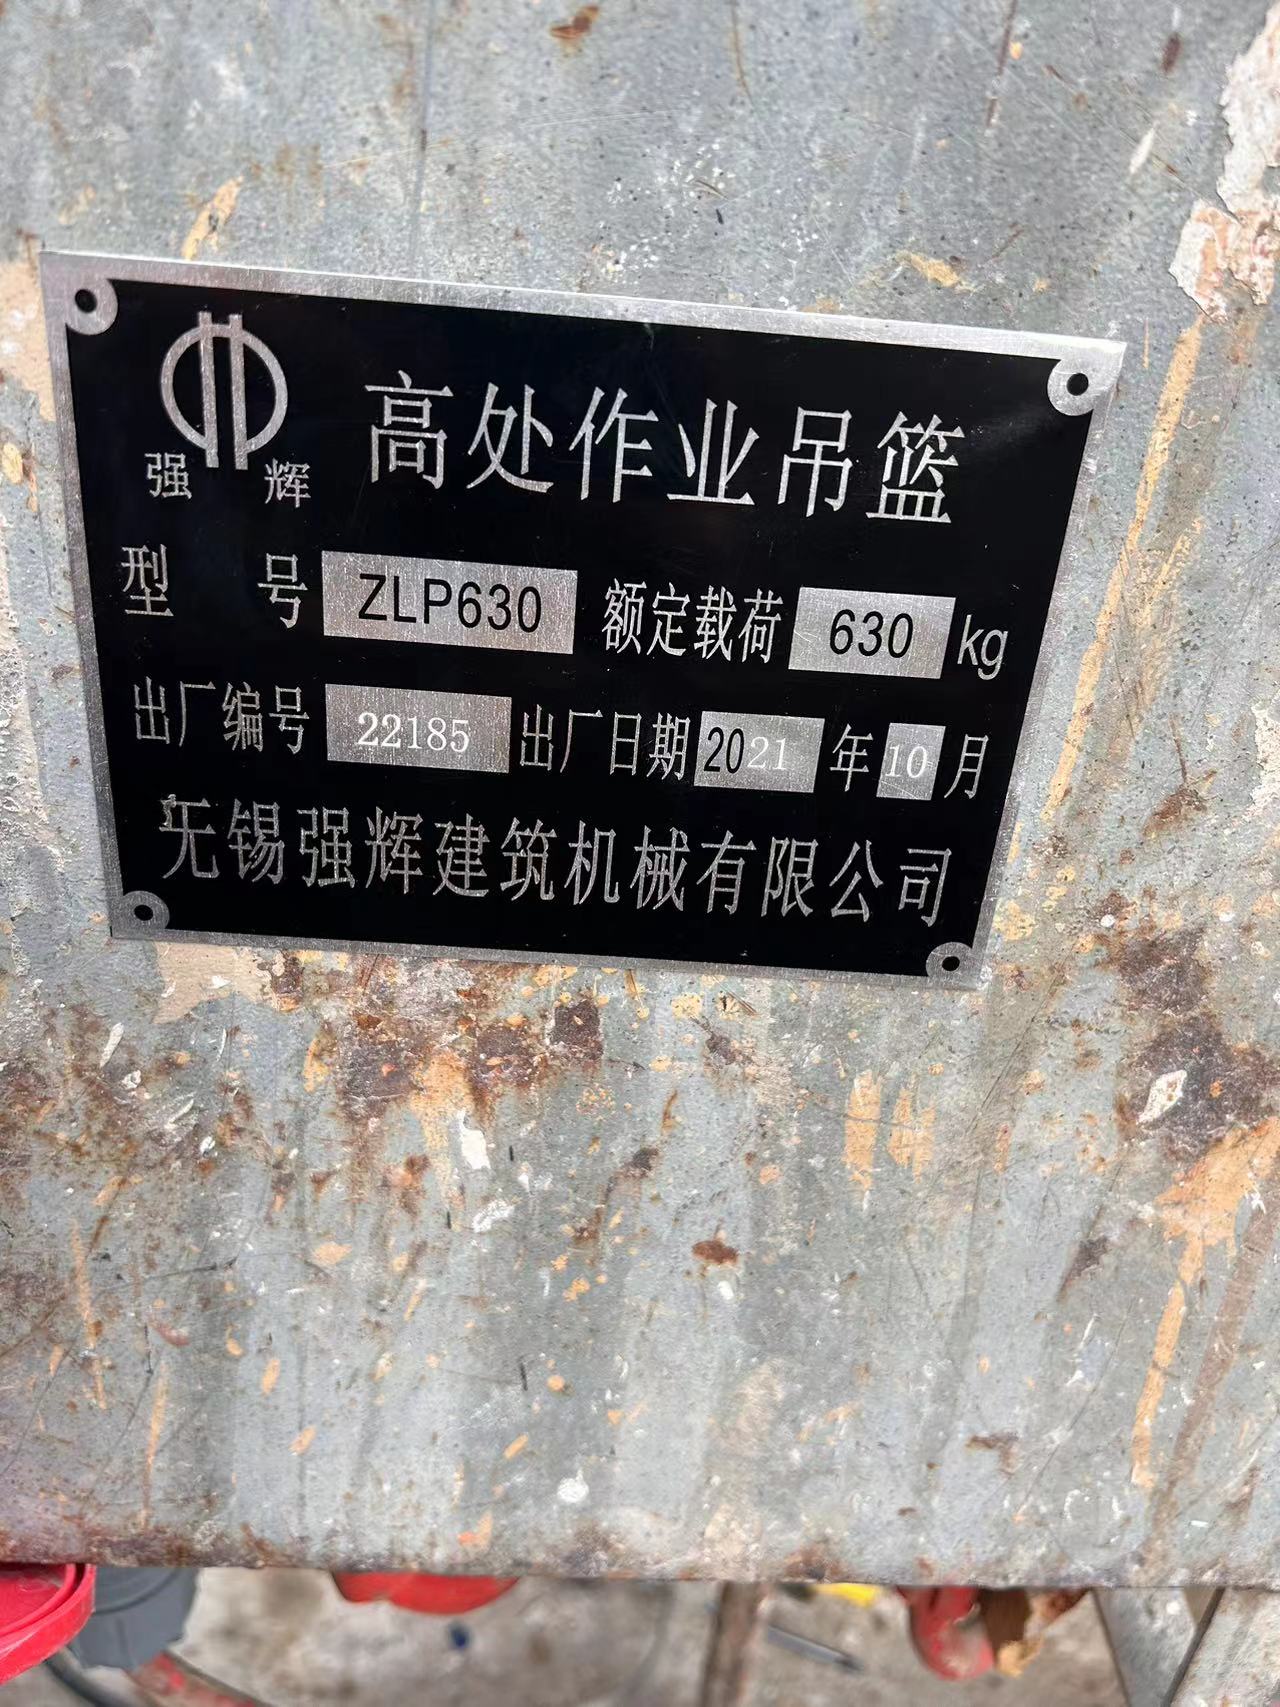 强辉
高处作业吊篮
型号 ZLP630 额定载荷 630 kg
出厂编号 22185 出厂日期 2021 年 10 月
无锡强辉建筑机械有限公司